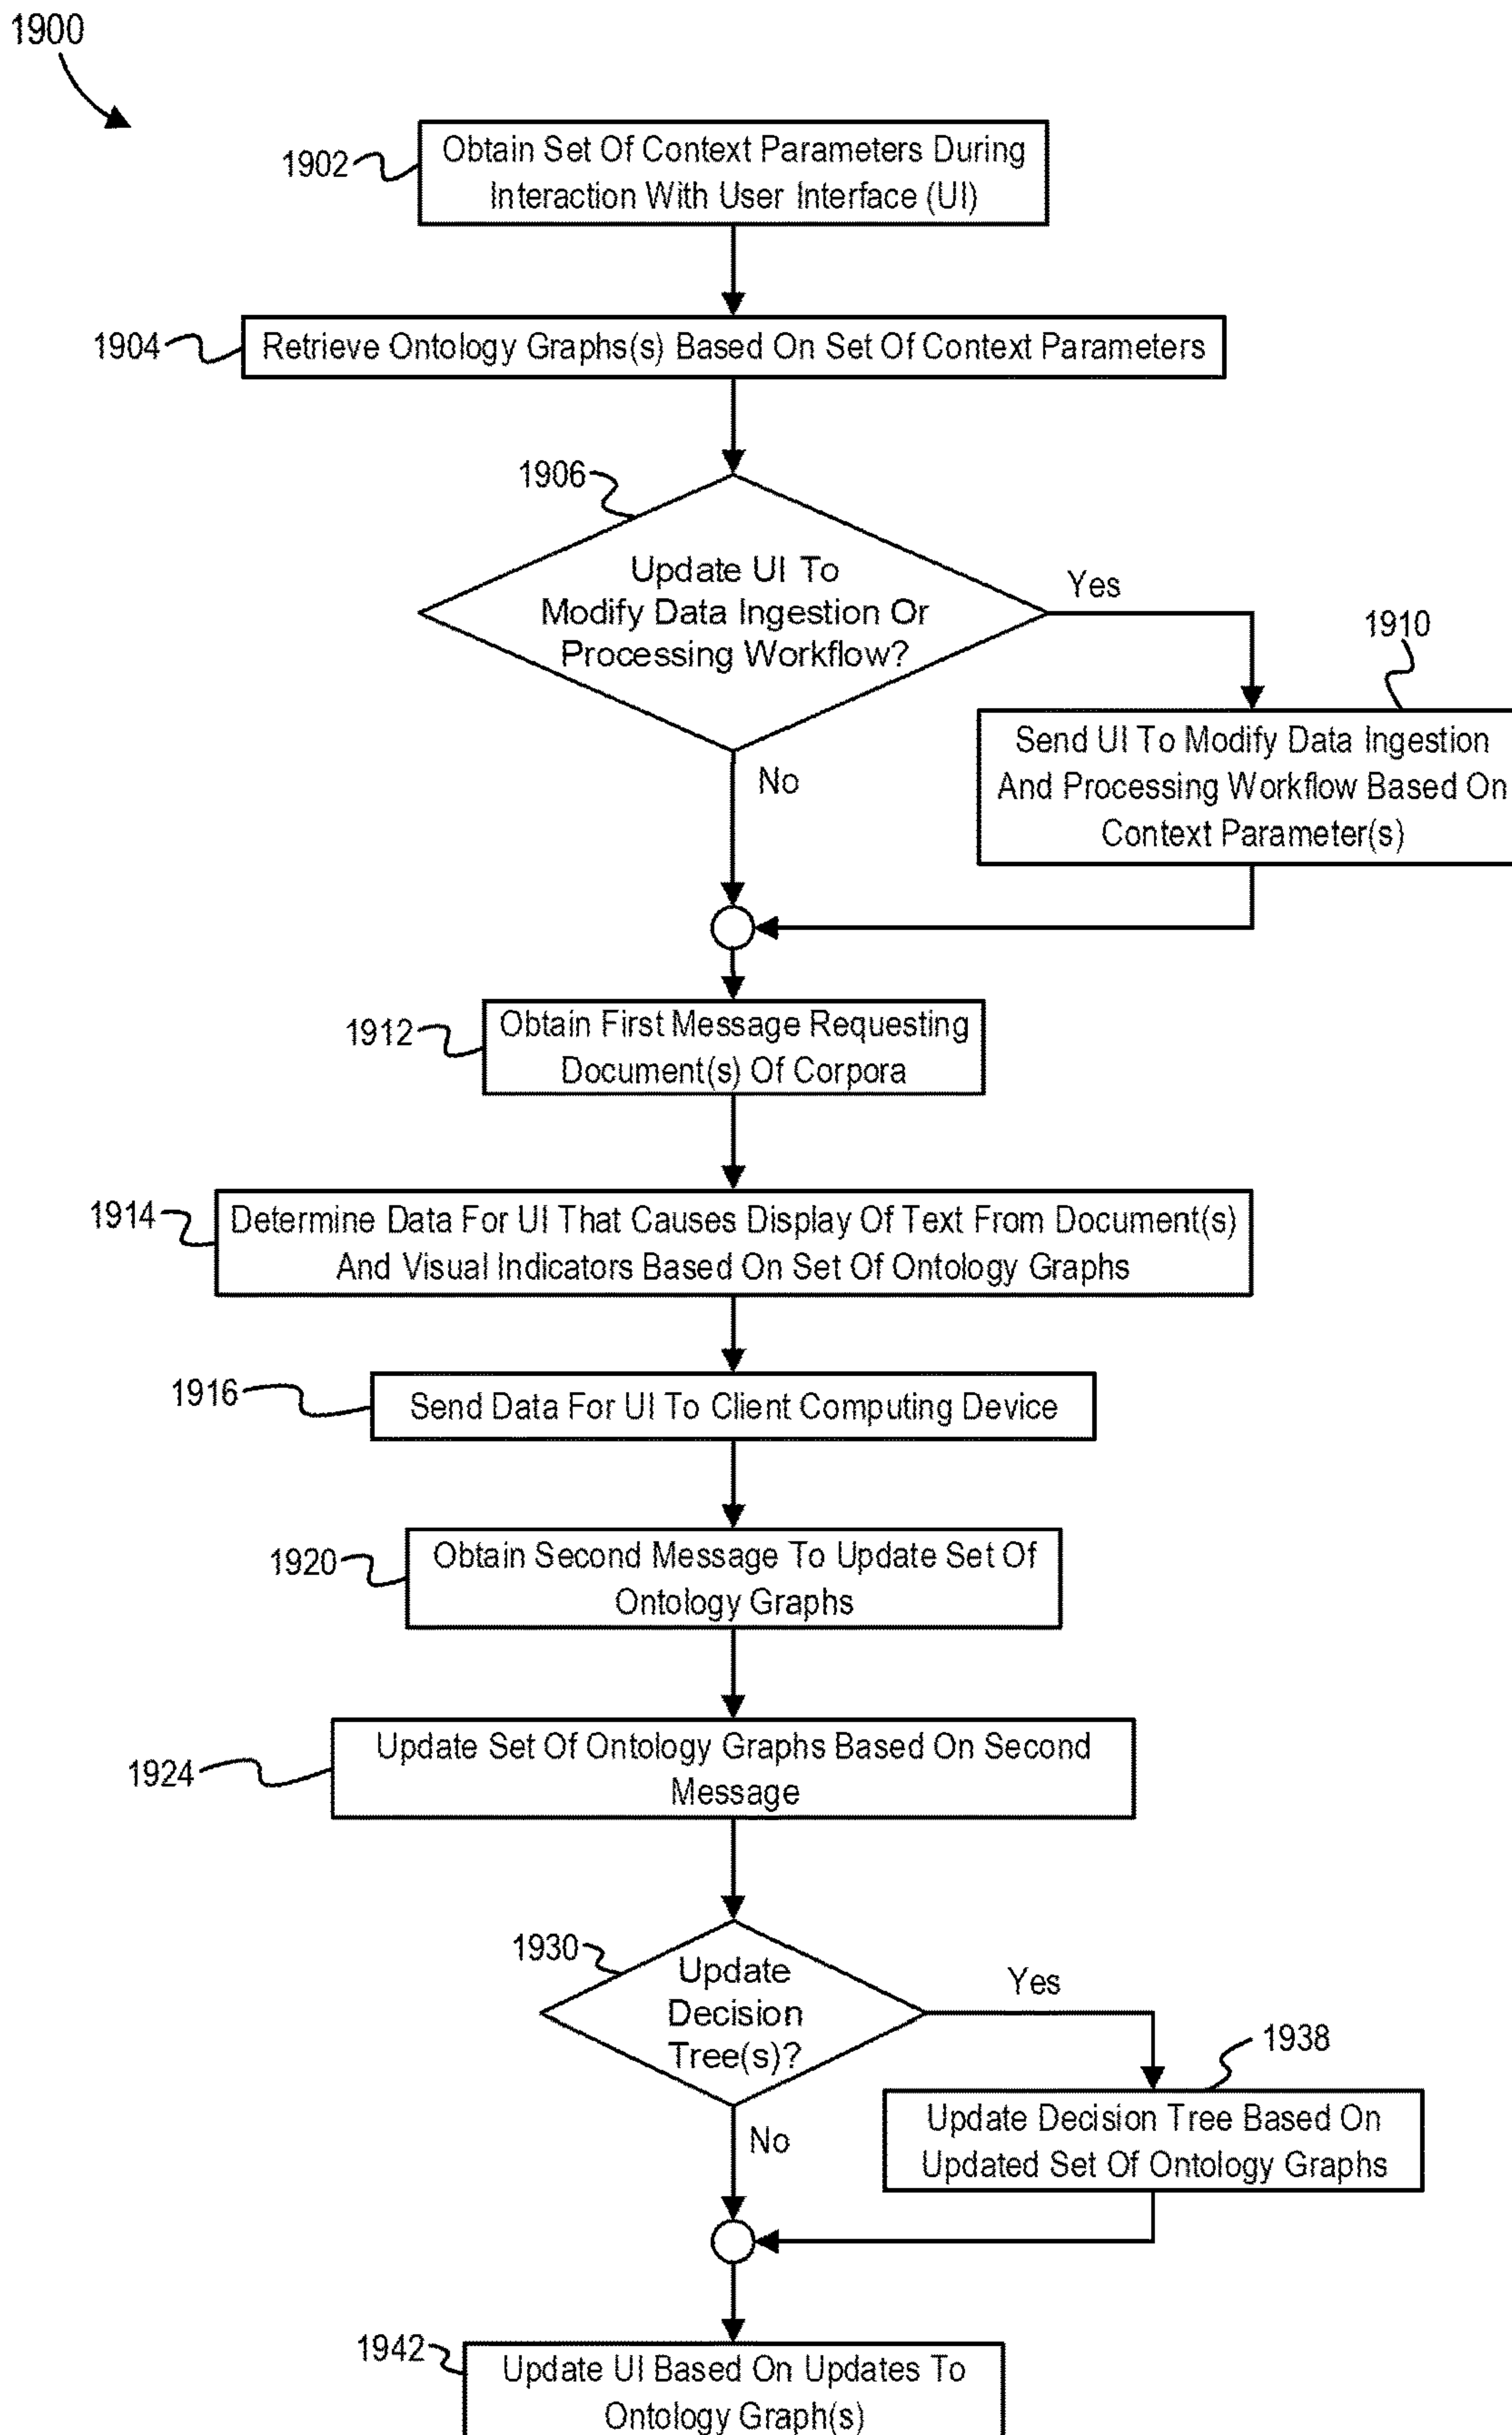 1900
1902
Obtain Set Of Context Parameters During
Interaction With User Interface (UI)
1904
Retrieve Ontology Graphs(s) Based On Set Of Context Parameters
1906
Update UI To
Modify Data Ingestion Or
Processing Workflow?
Yes
1910
Send UI To Modify Data Ingestion
And Processing Workflow Based On
Context Parameter(s)
No
1912
Obtain First Message Requesting
Document(s) Of Corpora
1914
Determine Data For UI That Causes Display Of Text From Document(s)
And Visual Indicators Based On Set Of Ontology Graphs
1916
Send Data For UI To Client Computing Device
1920
Obtain Second Message To Update Set Of
Ontology Graphs
1924
Update Set Of Ontology Graphs Based On Second
Message
1930
Update
Decision
Tree(s)?
Yes
1938
Update Decision Tree Based On
Updated Set Of Ontology Graphs
No
1942
Update UI Based On Updates To
Ontology Graph(s)